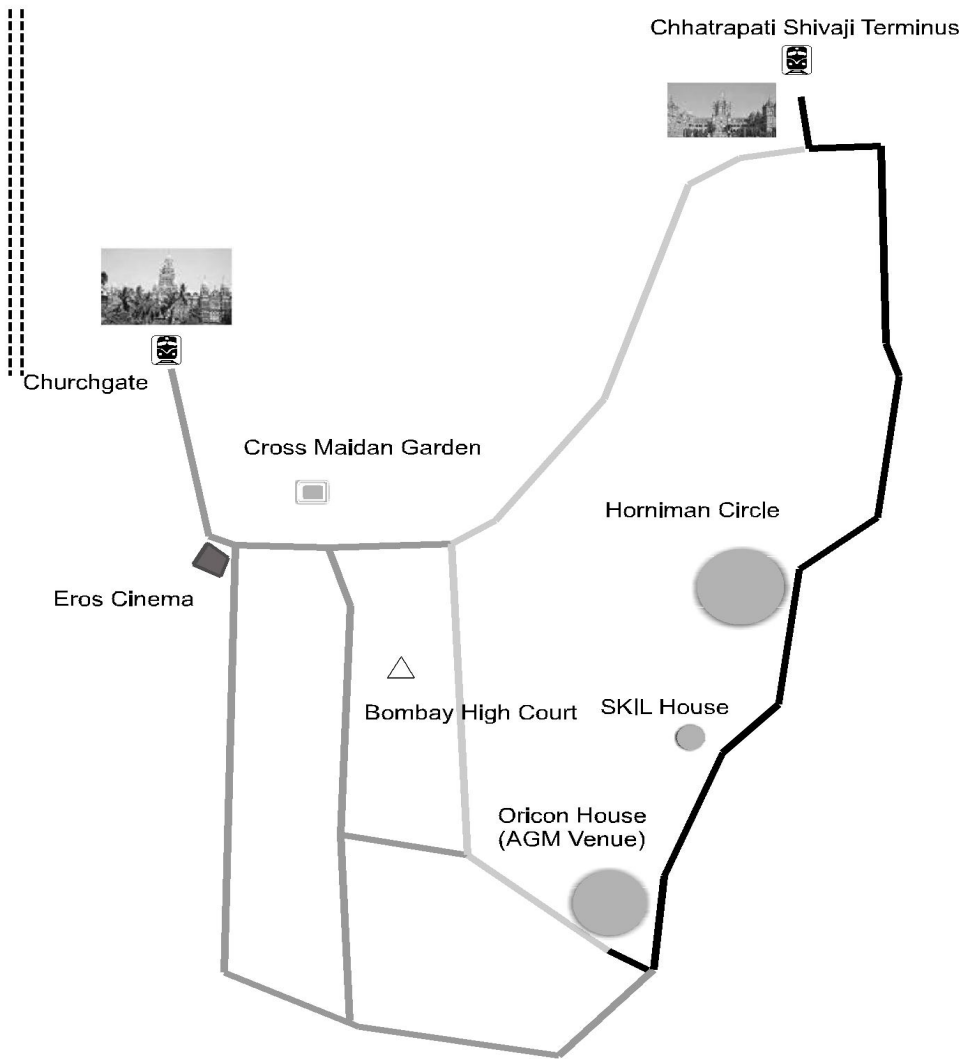 Chhatrapati Shivaji Terminus
Churchgate
Cross Maidan Garden
Horniman Circle
Eros Cinema
Bombay High Court
SKIL House
Oricon House
(AGM Venue)